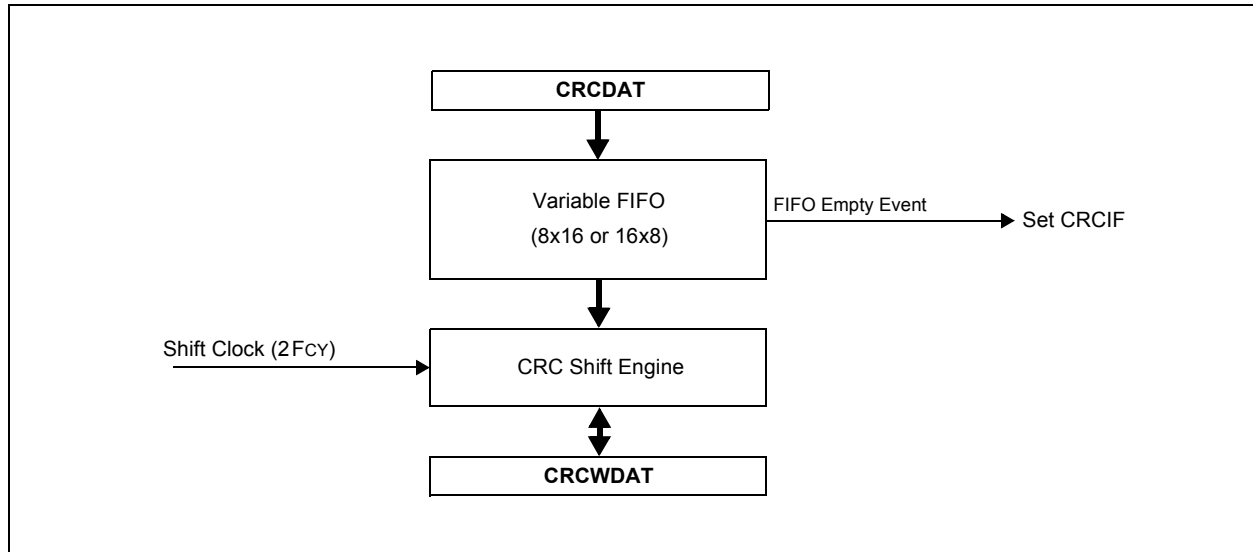 CRCDAT
Variable FIFO
(8x16 or 16x8)
FIFO Empty Event
Set CRCIF
Shift Clock (2FCY)
CRC Shift Engine
CRCWDAT